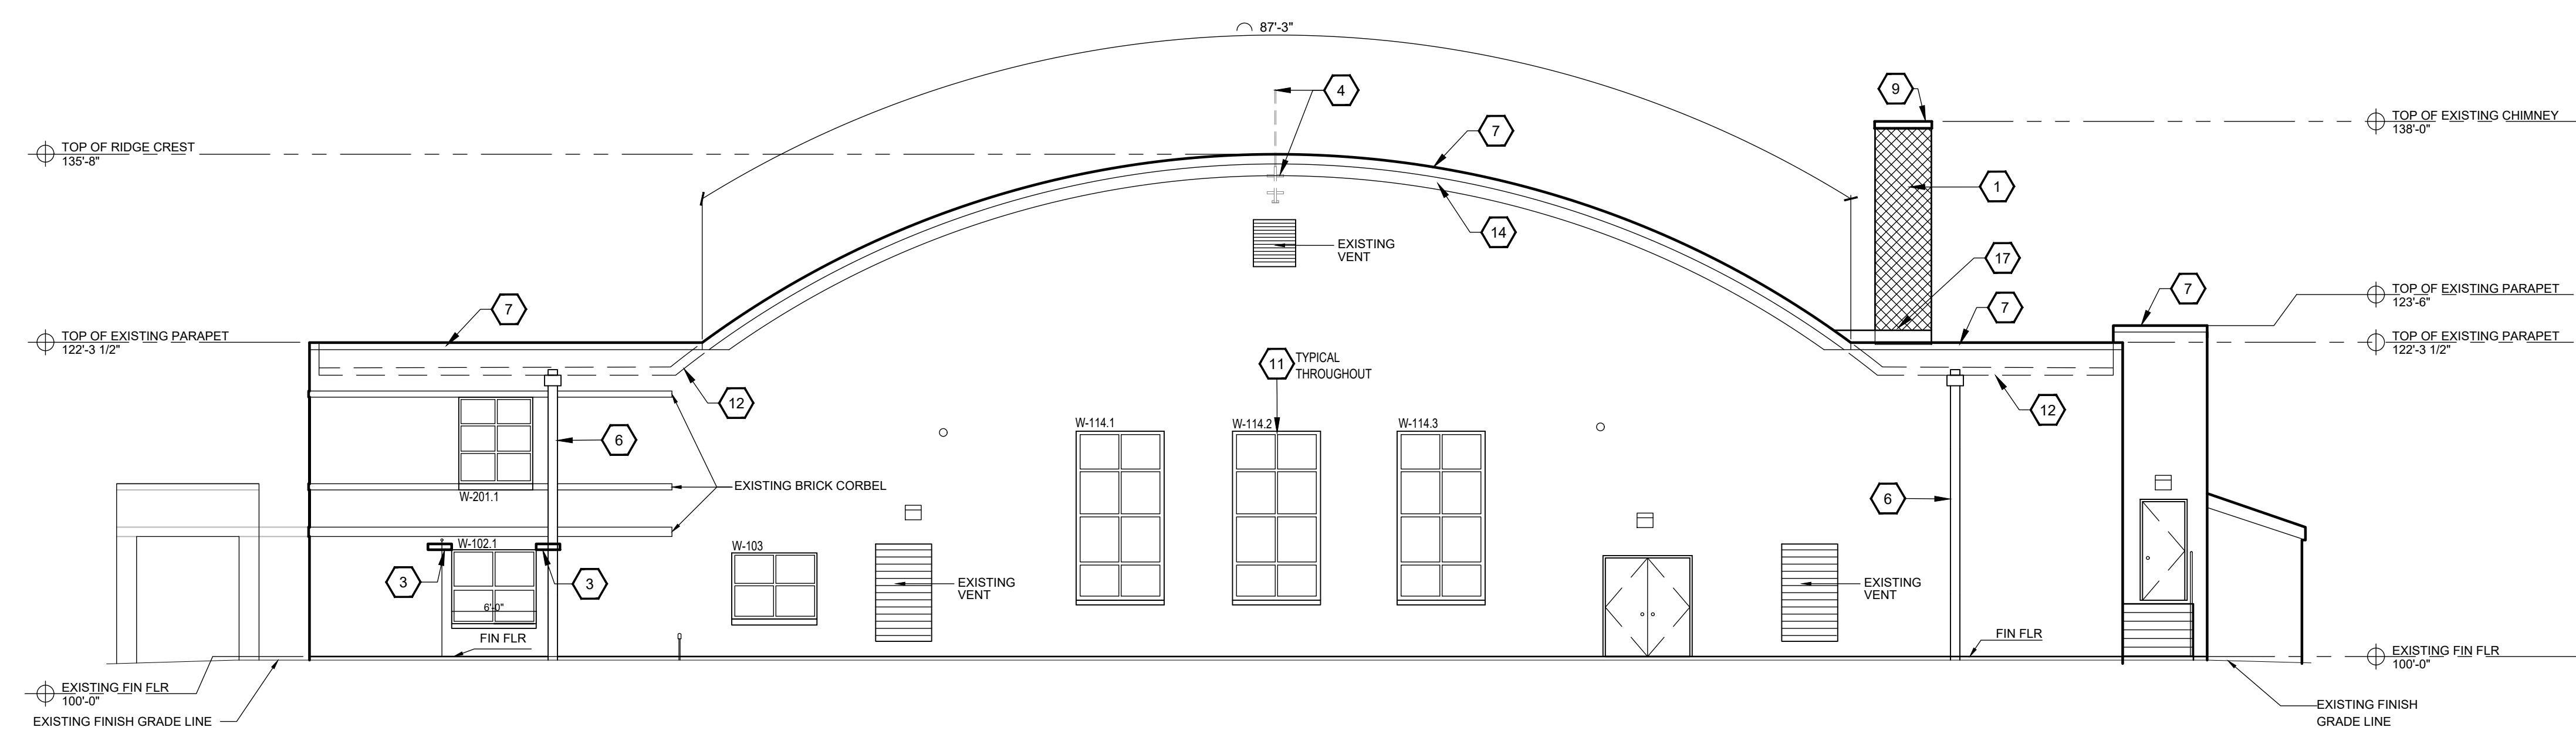 87'-3"
4
9
TOP OF EXISTING CHIMNEY
138'-0"
7
TOP OF RIDGE CREST
135'-8"
1
14
EXISTING
VENT
17
7
7
7
TOP OF EXISTING PARAPET
123'-6"
TOP OF EXISTING PARAPET
122'-3 1/2"
TOP OF EXISTING PARAPET
122'-3 1/2"
11
TYPICAL
THROUGHOUT
12
12
W-114.1
W-114.2
W-114.3
6
EXISTING BRICK CORBEL
W-201.1
6
W-102.1
W-103
3
3
EXISTING
VENT
EXISTING
VENT
6'-0"
FIN FLR
FIN FLR
EXISTING FIN FLR
100'-0"
EXISTING FIN FLR
100'-0"
EXISTING FINISH GRADE LINE
EXISTING FINISH
GRADE LINE